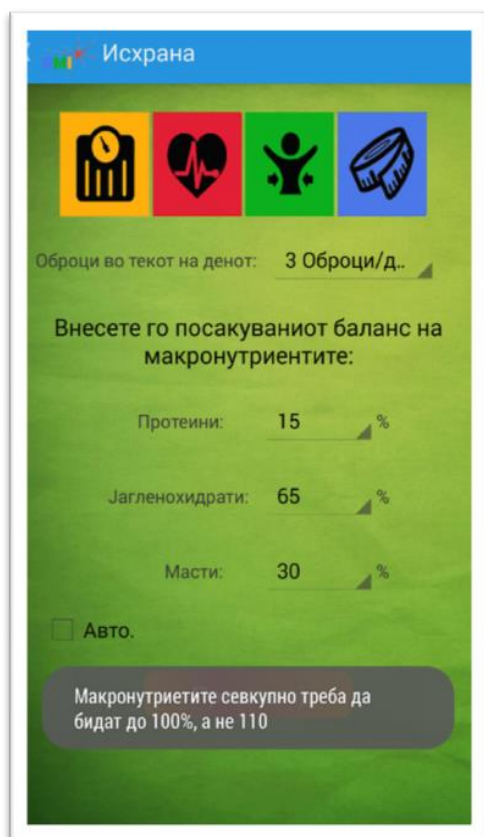 Исхрана
Оброци во текот на денот: 3 Оброци/д..
Внесете го посакуваниот баланс на
макронутриентите:
Протеини: 15 %
Јагленохидрати: 65 %
Масти: 30 %
Авто.
Макронутриетите севкупно треба да
бидат до 100%, а не 110